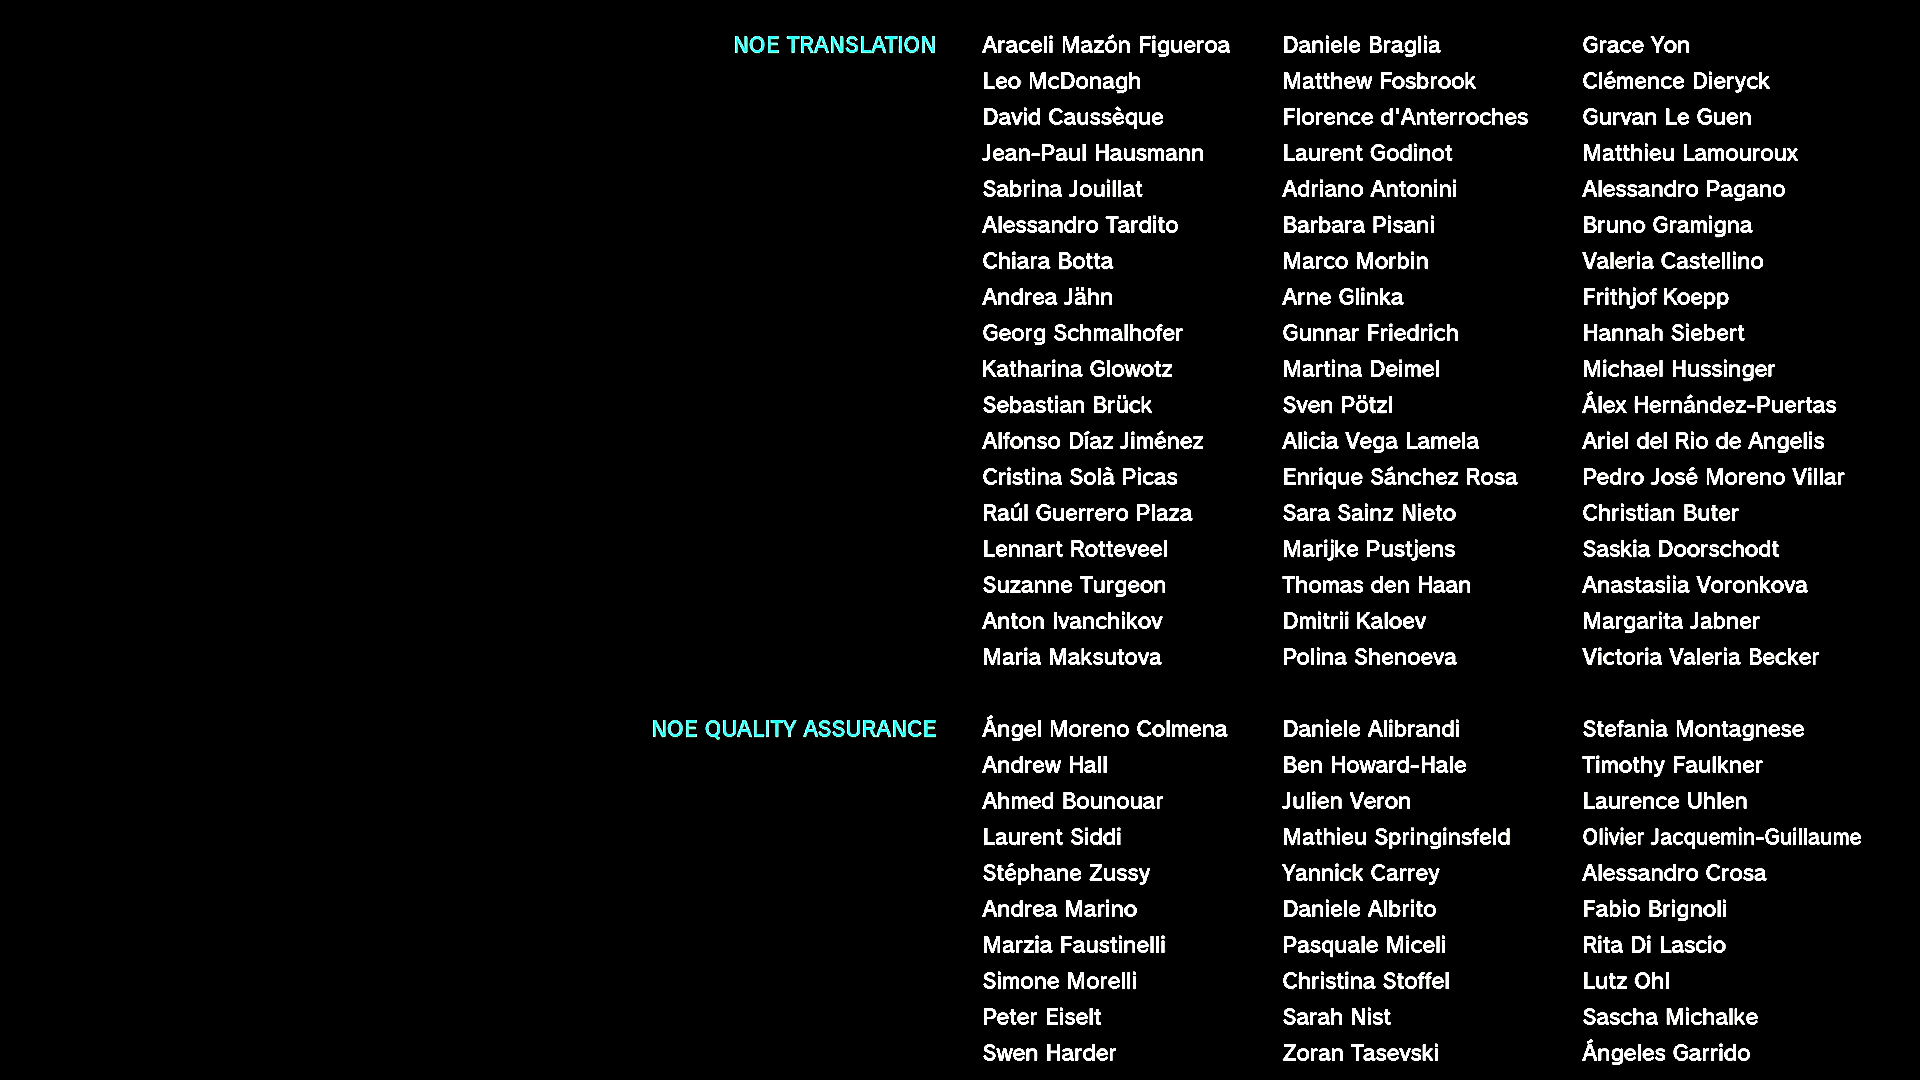 NOE TRANSLATION Araceli Mazón Figueroa Daniele Braglia Grace Yon
Leo McDonagh Matthew Fosbrook Clémence Dieryck
David Caussèque Florence d'Anterroches Gurvan Le Guen
Jean-Paul Hausmann Laurent Godinot Matthieu Lamouroux
Sabrina Jouillat Adriano Antonini Alessandro Pagano
Alessandro Tardito Barbara Pisani Bruno Gramigna
Chiara Botta Marco Morbin Valeria Castellino
Andrea Jähn Arne Glinka Frithjof Koepp
Georg Schmalhofer Gunnar Friedrich Hannah Siebert
Katharina Glowotz Martina Deimel Michael Hussinger
Sebastian Brück Sven Pötzl Álex Hernández-Puertas
Alfonso Díaz Jiménez Alicia Vega Lamela Ariel del Rio de Angelis
Cristina Solà Picas Enrique Sánchez Rosa Pedro José Moreno Villar
Raúl Guerrero Plaza Sara Sainz Nieto Christian Buter
Lennart Rotteveel Marijke Pustjens Saskia Doorschodt
Suzanne Turgeon Thomas den Haan Anastasiia Voronkova
Anton Ivanchikov Dmitrii Kaloev Margarita Jabner
Maria Maksutova Polina Shenoeva Victoria Valeria Becker
NOE QUALITY ASSURANCE Ángel Moreno Colmena Daniele Alibrandi Stefania Montagnese
Andrew Hall Ben Howard-Hale Timothy Faulkner
Ahmed Bounouar Julien Veron Laurence Uhlen
Laurent Siddi Mathieu Springinsfeld Olivier Jacquemin-Guillaume
Stéphane Zussy Yannick Carrey Alessandro Crosa
Andrea Marino Daniele Albrito Fabio Brignoli
Marzia Faustinelli Pasquale Miceli Rita Di Lascio
Simone Morelli Christina Stoffel Lutz Ohl
Peter Eiselt Sarah Nist Sascha Michalke
Swen Harder Zoran Tasevski Ángeles Garrido